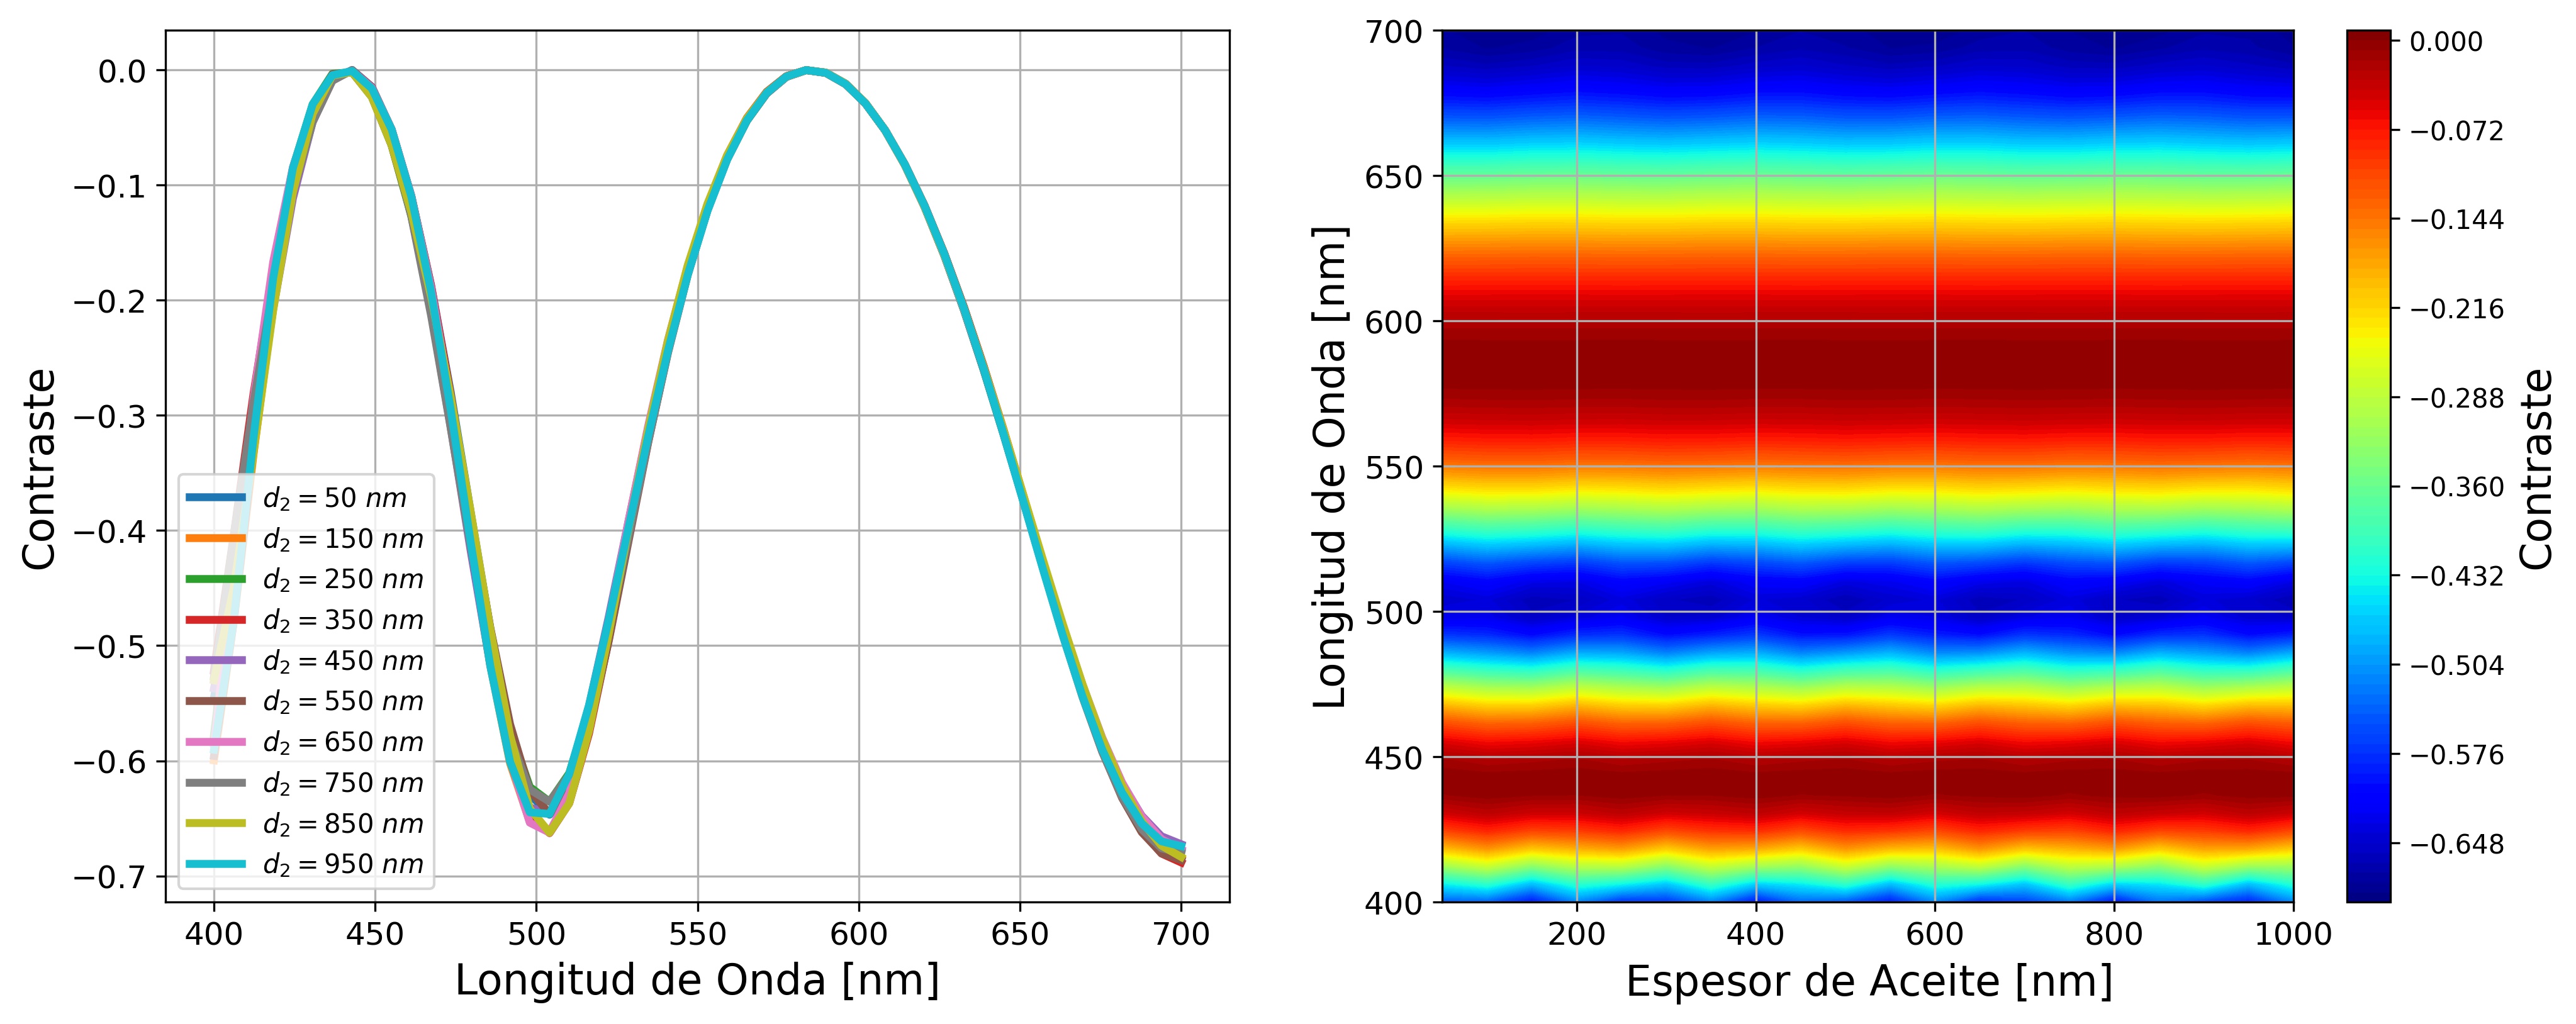 0.0
−0.1
−0.2
−0.3
−0.4
−0.5
−0.6
−0.7
Contraste
d₂ = 50 nm
d₂ = 150 nm
d₂ = 250 nm
d₂ = 350 nm
d₂ = 450 nm
d₂ = 550 nm
d₂ = 650 nm
d₂ = 750 nm
d₂ = 850 nm
d₂ = 950 nm
400 450 500 550 600 650 700
Longitud de Onda [nm]
700
650
600
550
500
450
400
Longitud de Onda [nm]
200 400 600 800 1000
Espesor de Aceite [nm]
0.000
−0.072
−0.144
−0.216
−0.288
−0.360
−0.432
−0.504
−0.576
−0.648
Contraste